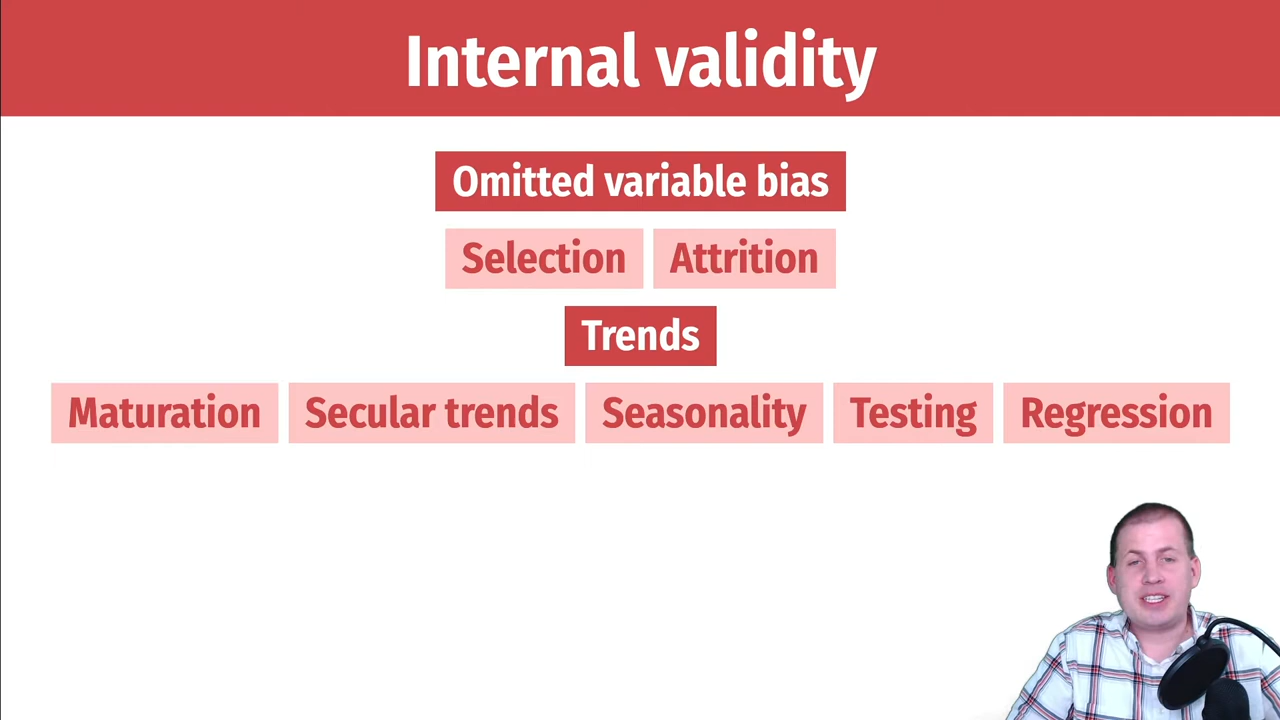 Internal validity
Omitted variable bias
Selection Attrition
Trends
Maturation Secular trends Seasonality Testing Regression